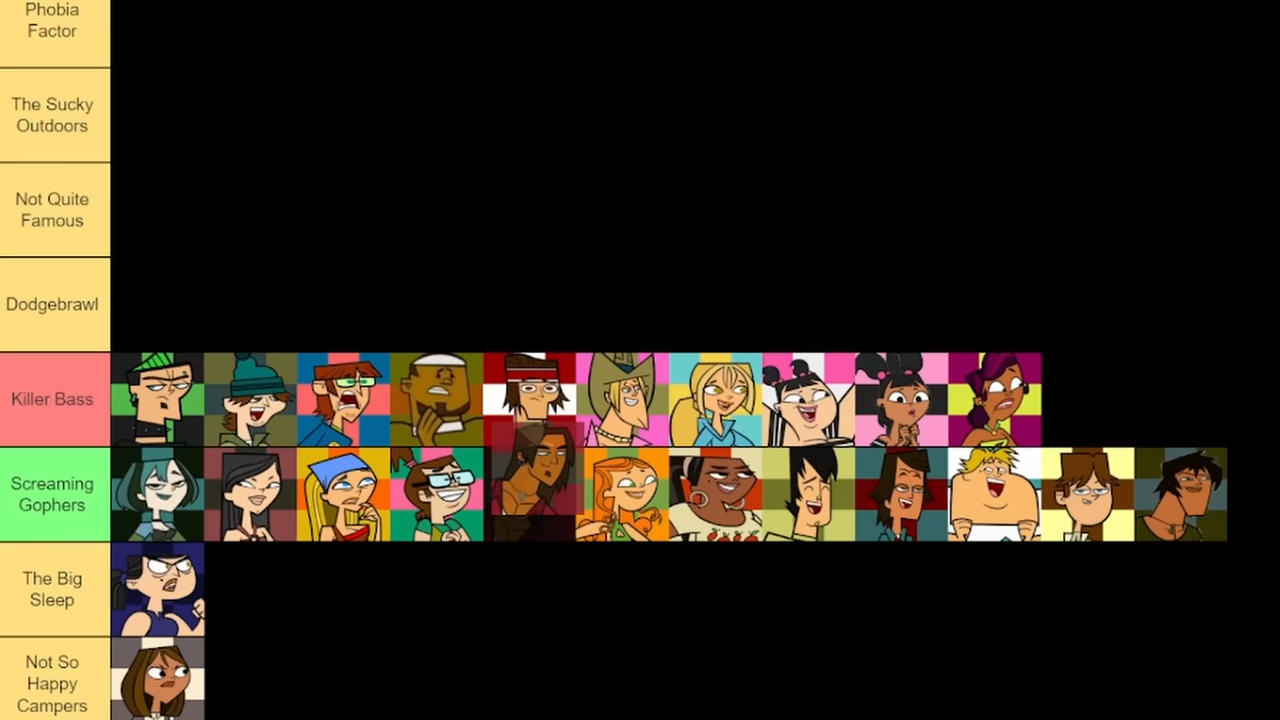 Phobia
Factor
The Sucky
Outdoors
Not Quite
Famous
Dodgebrawl
Killer Bass
Screaming
Gophers
The Big
Sleep
Not So
Happy
Campers